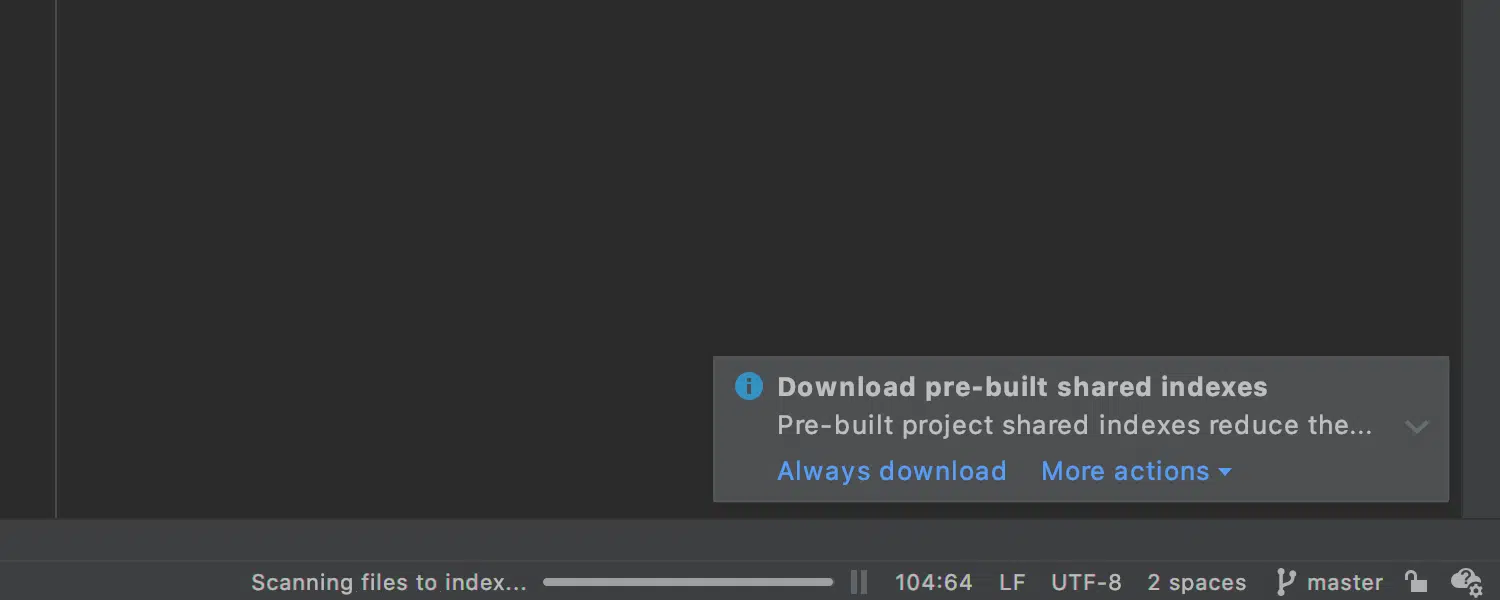 Download pre-built shared indexes
Pre-built project shared indexes reduce the...
Always download More actions
Scanning files to index... 104:64 LF UTF-8 2 spaces master